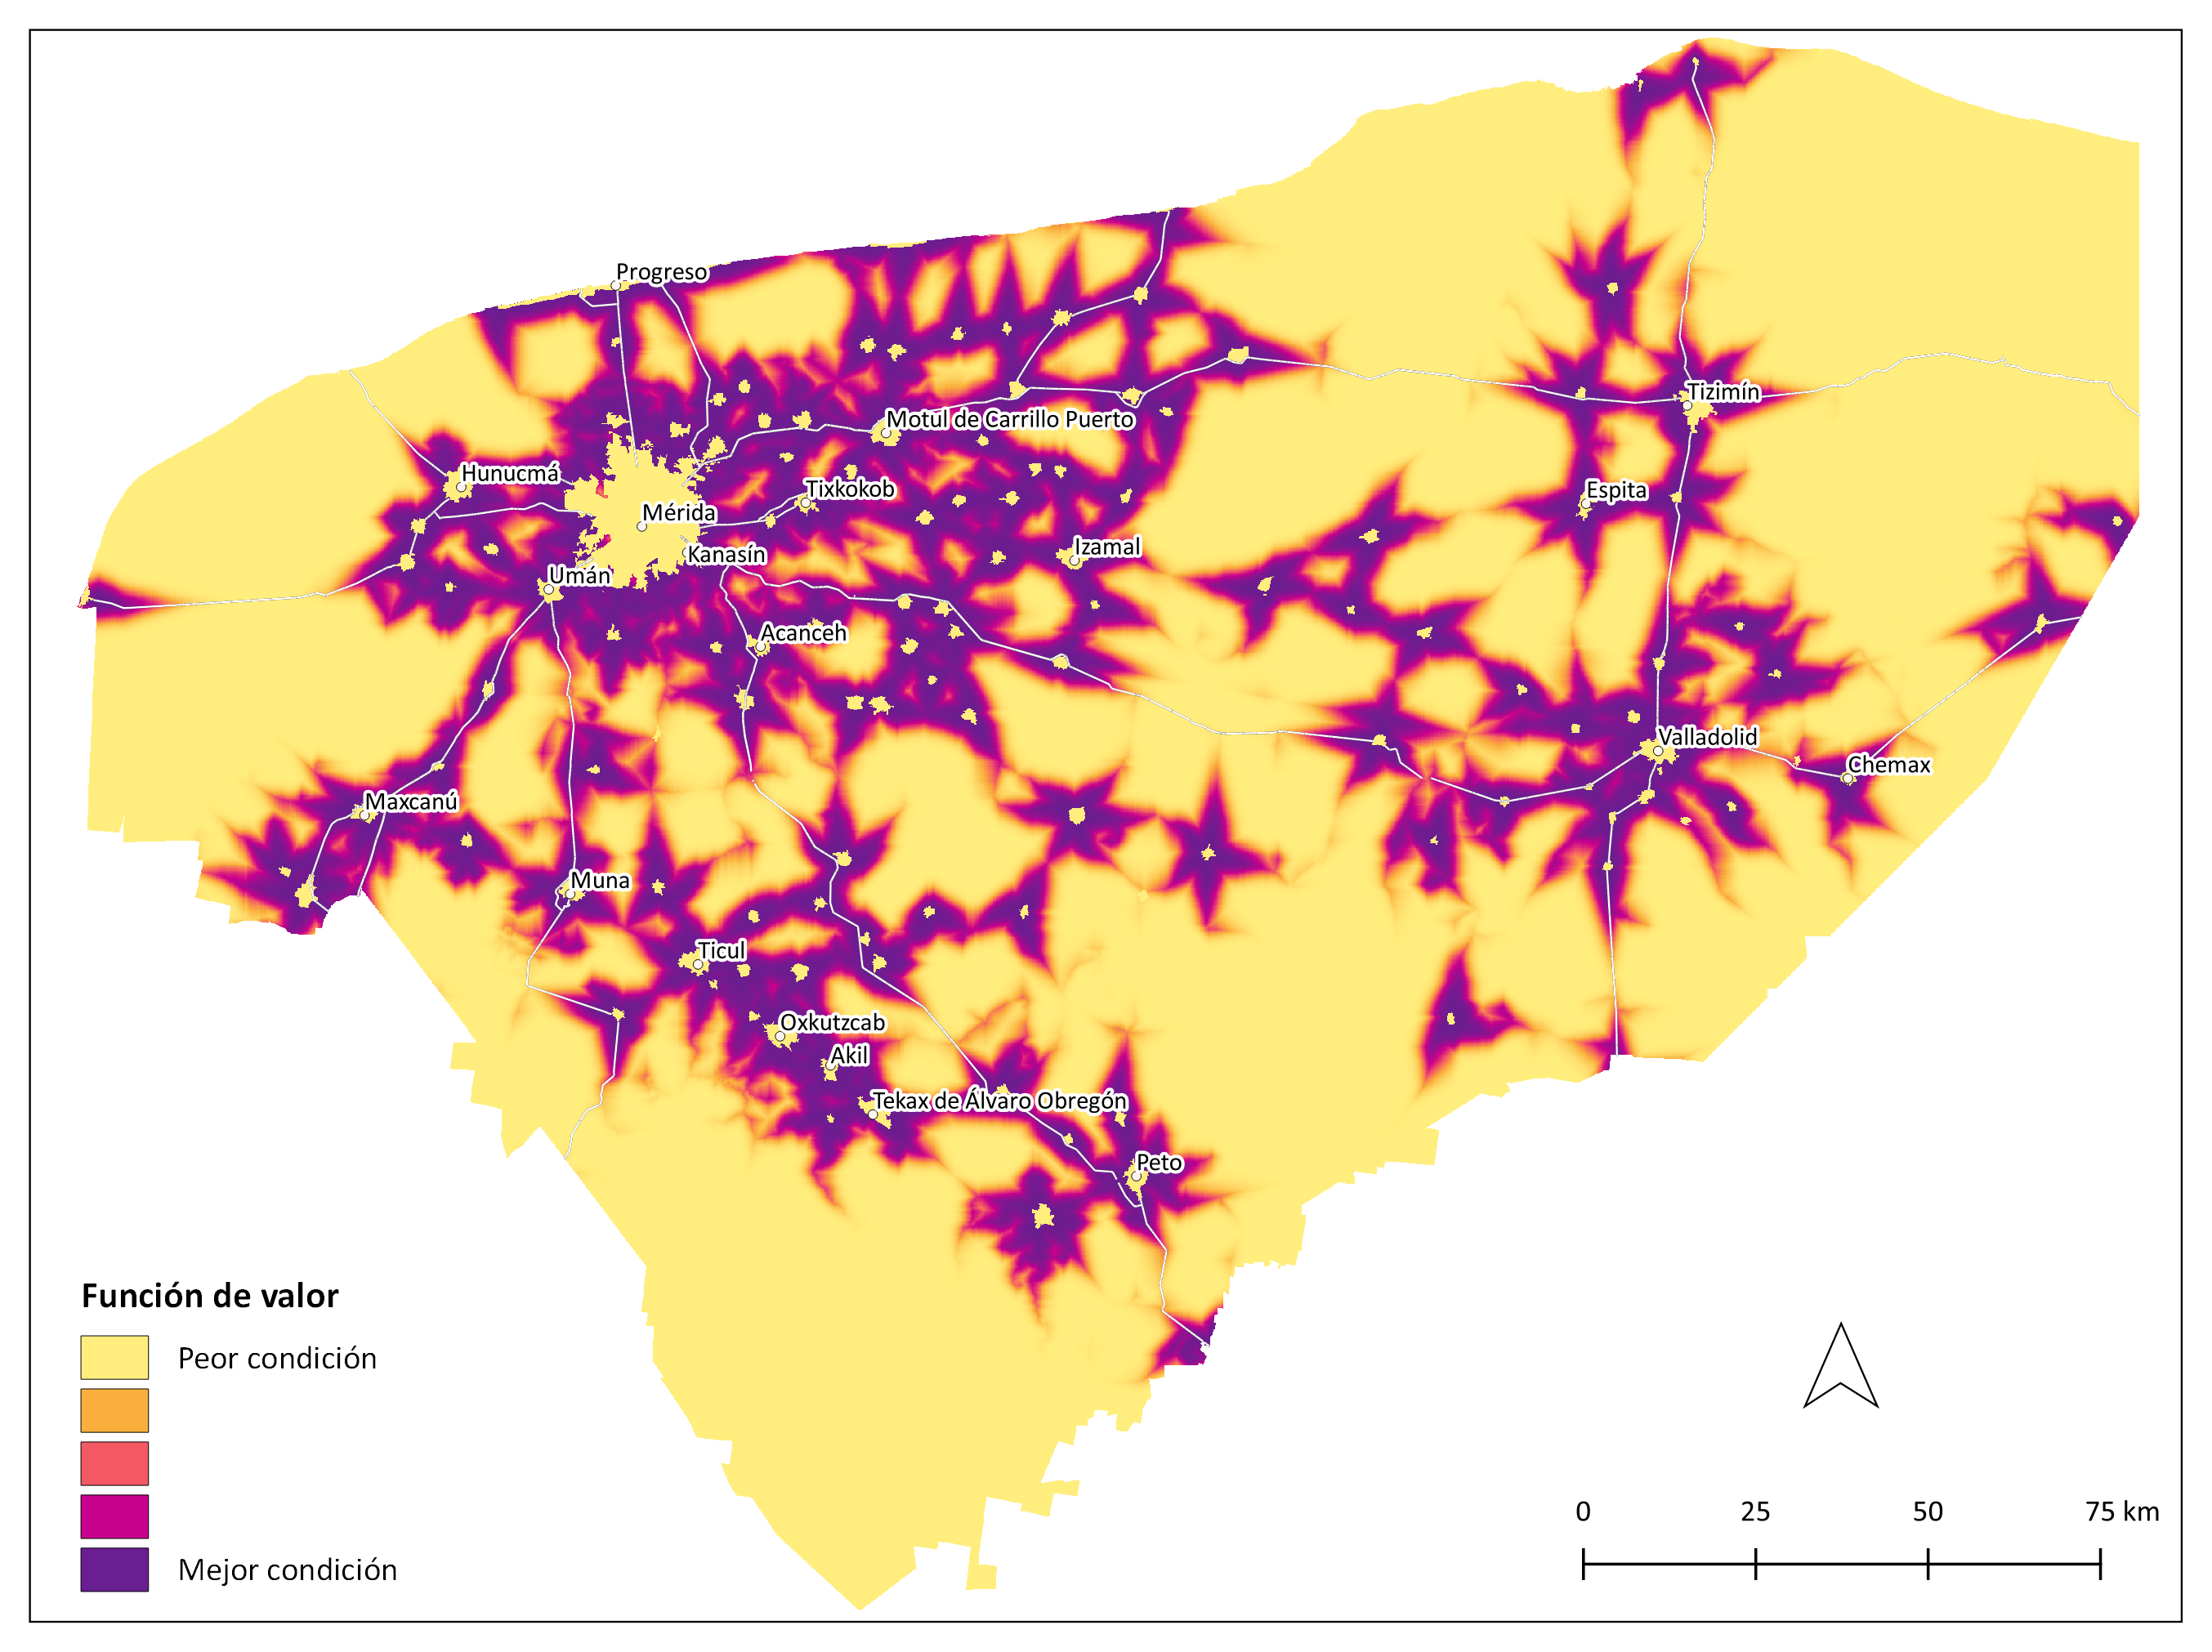 Progreso
Tizimín
Motul de Carrillo Puerto
Hunucmá
Tixkokob
Espita
Mérida
Kanasín
Izamal
Umán
Acanceh
Valladolid
Chemax
Maxcanú
Muna
Ticul
Oxkutzcab
Akil
Tekax de Álvaro Obregón
Peto
Función de valor
Peor condición
Mejor condición
0 25 50 75 km